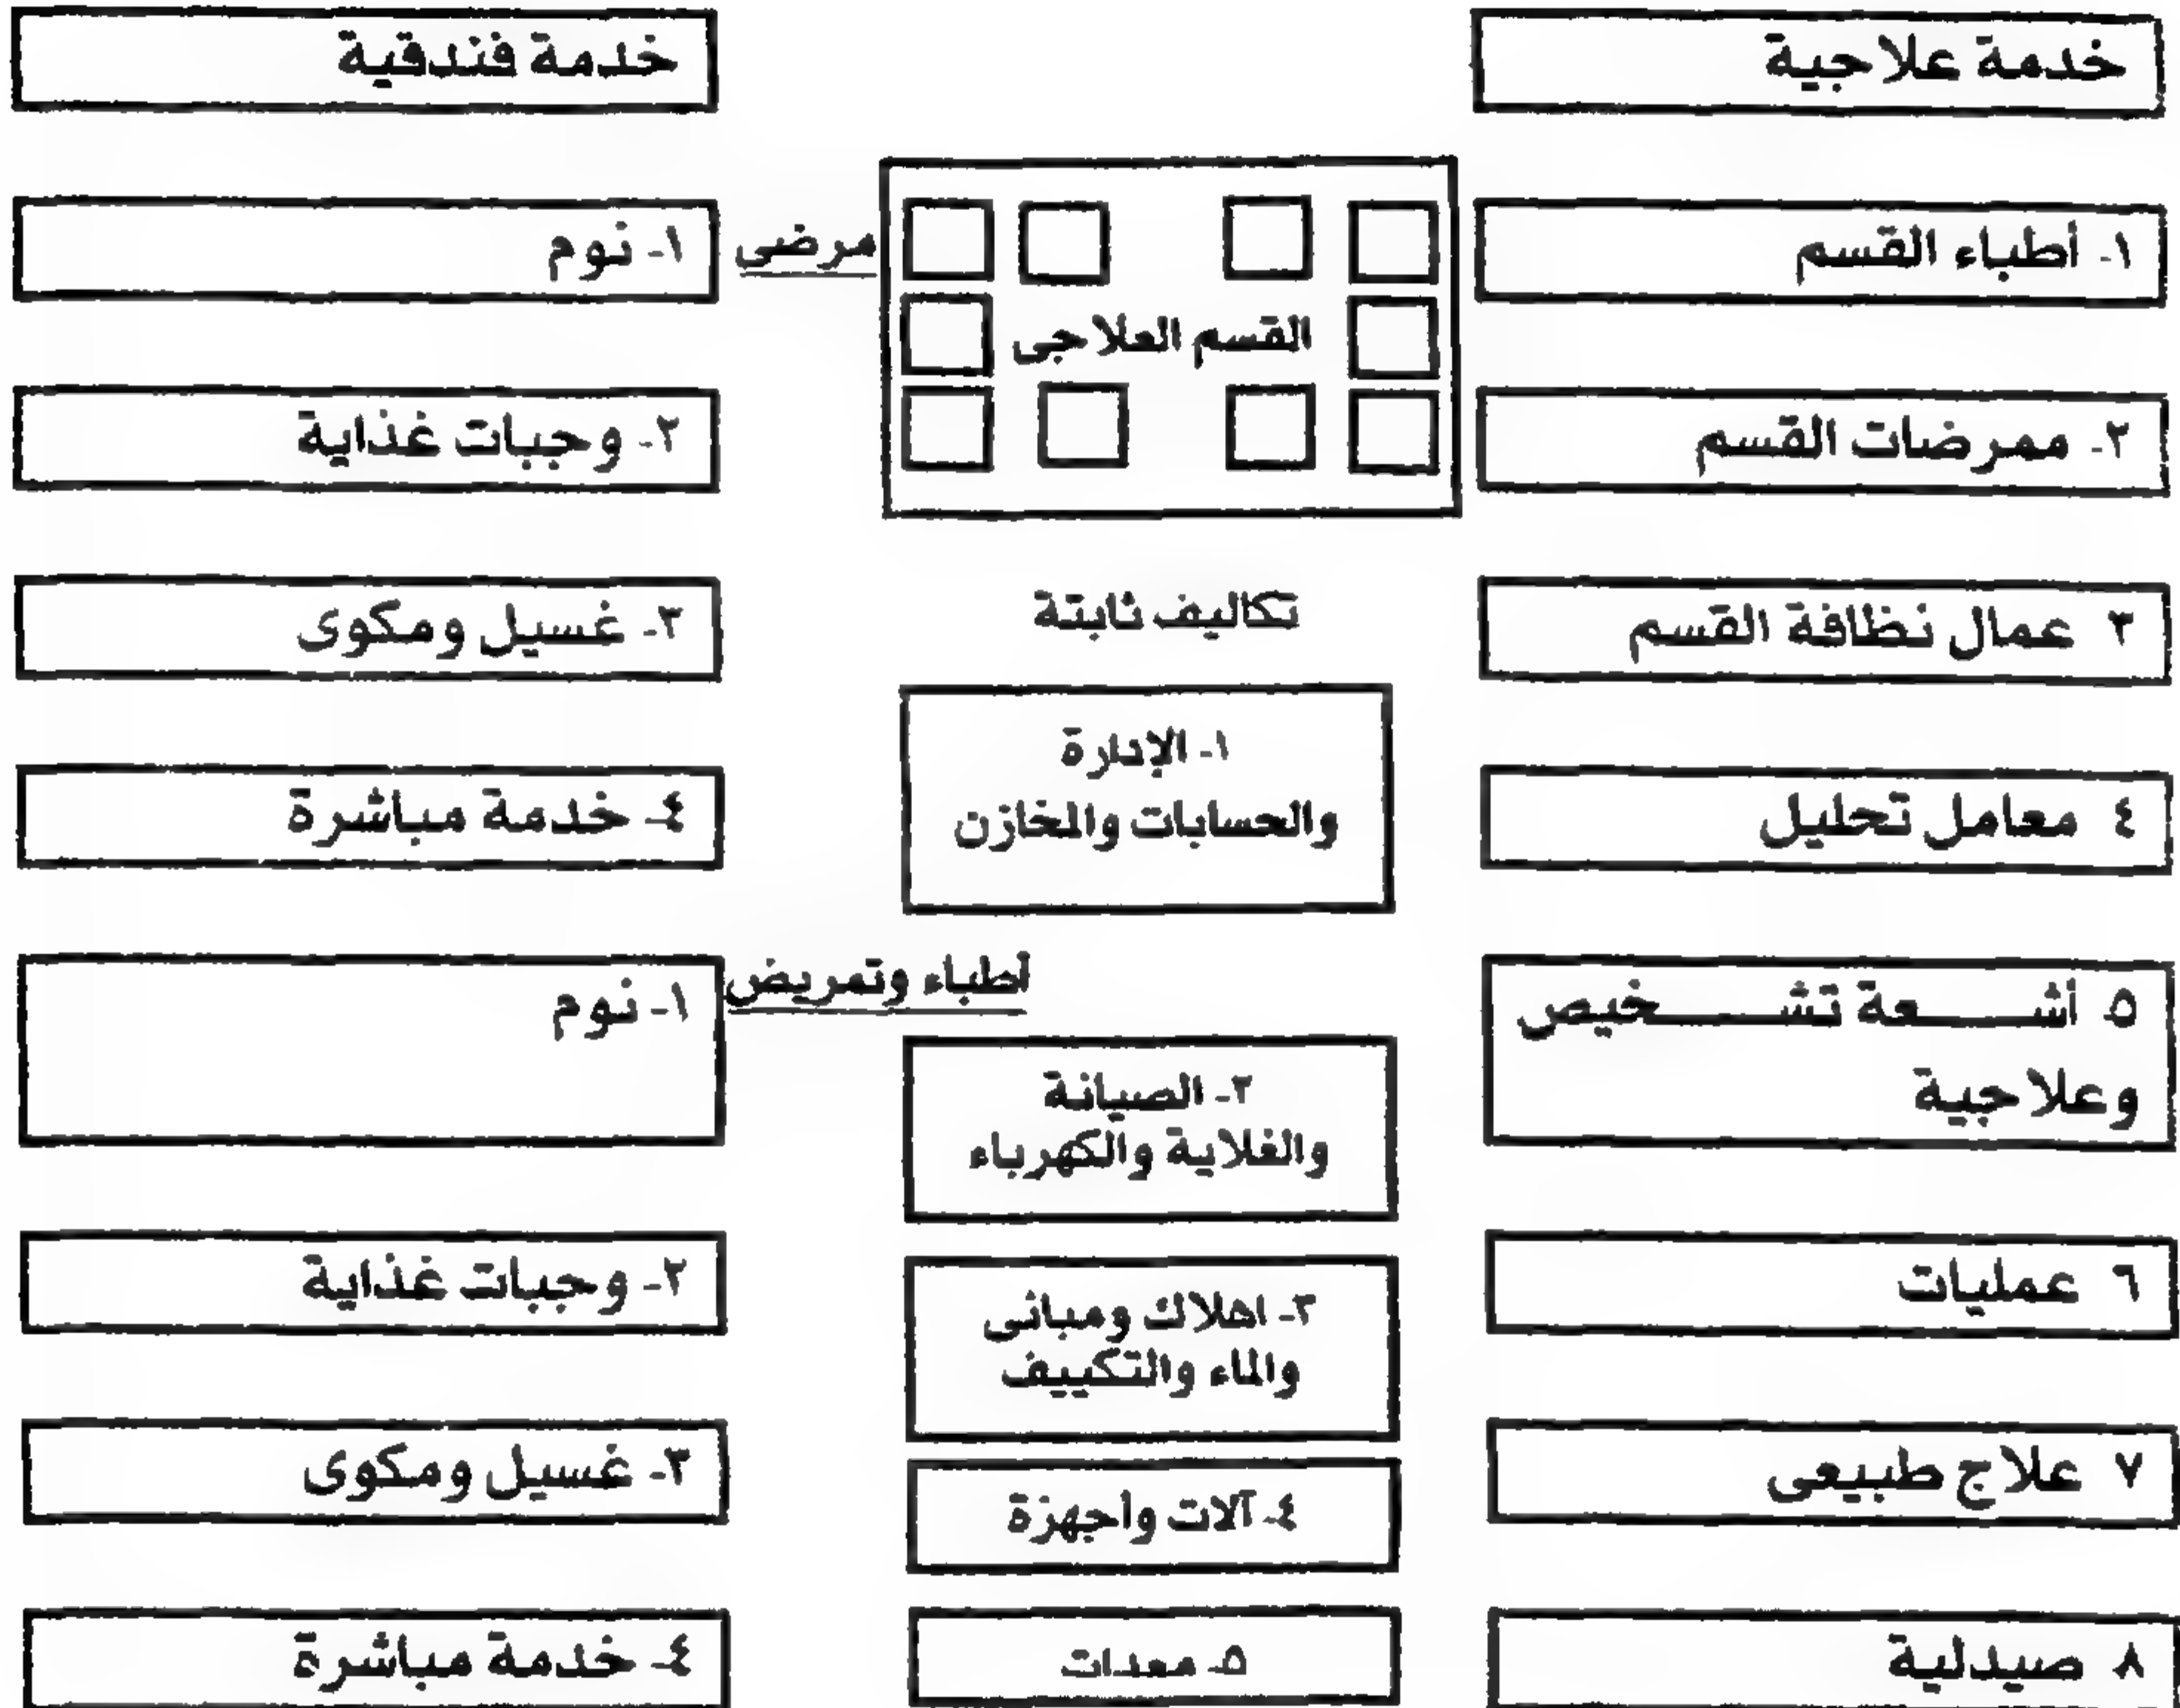 خدمة علاجية
١- أطباء القسم
٢- ممرضات القسم
٣ عمال نظافة القسم
٤ معامل تحليل
٥ أشعة تشخيص
وعلاجية
٦ عمليات
٧ علاج طبيعى
٨ صيدلية
القسم العلاجى
تكاليف ثابتة
١- الإدارة
والحسابات والمخازن
٢- الصيانة
والغلاية والكهرباء
٣- اهلاك ومبانى
والماء والتكييف
٤- آلات واجهزة
٥- معدات
خدمة فندقية
مرضى
١- نوم
٢- وجبات غذاية
٣- غسيل ومكوى
٤- خدمة مباشرة
أطباء وتمريض
١- نوم
٢- وجبات غذاية
٣- غسيل ومكوى
٤- خدمة مباشرة